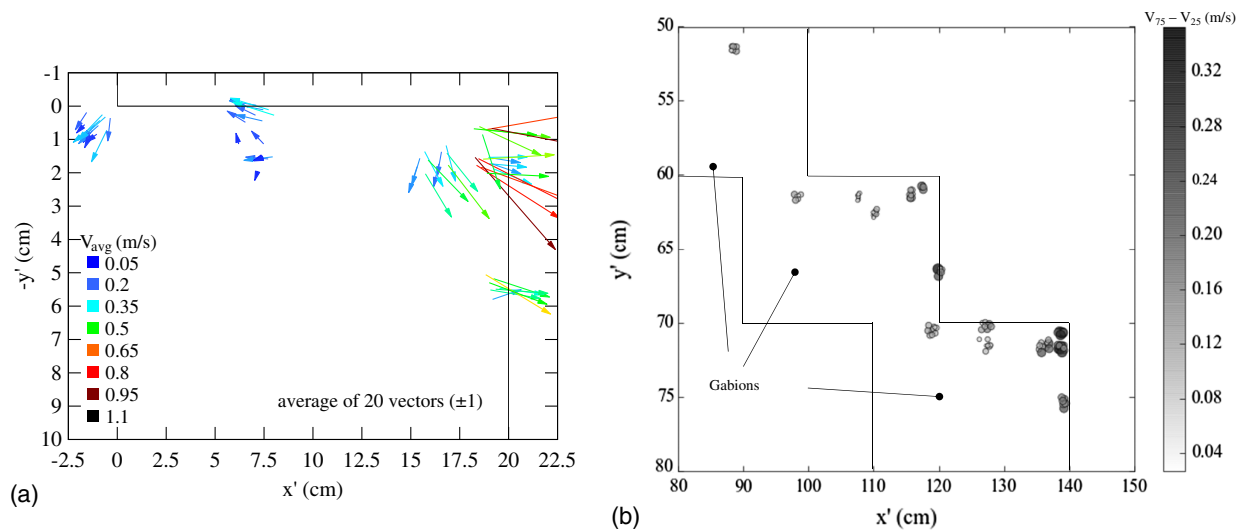 -1
0
1
2
3
4
5
6
7
8
9
10
-y' (cm)
V_avg (m/s)
0.05
0.2
0.35
0.5
0.65
0.8
0.95
1.1
average of 20 vectors (±1)
-2.5 0 2.5 5 7.5 10 12.5 15 17.5 20 22.5
x' (cm)
(a)
V₇₅ – V₂₅ (m/s)
50
55
60
65
70
75
80
y' (cm)
Gabions
80 90 100 110 120 130 140 150
x' (cm)
0.32
0.28
0.24
0.20
0.16
0.12
0.08
0.04
(b)